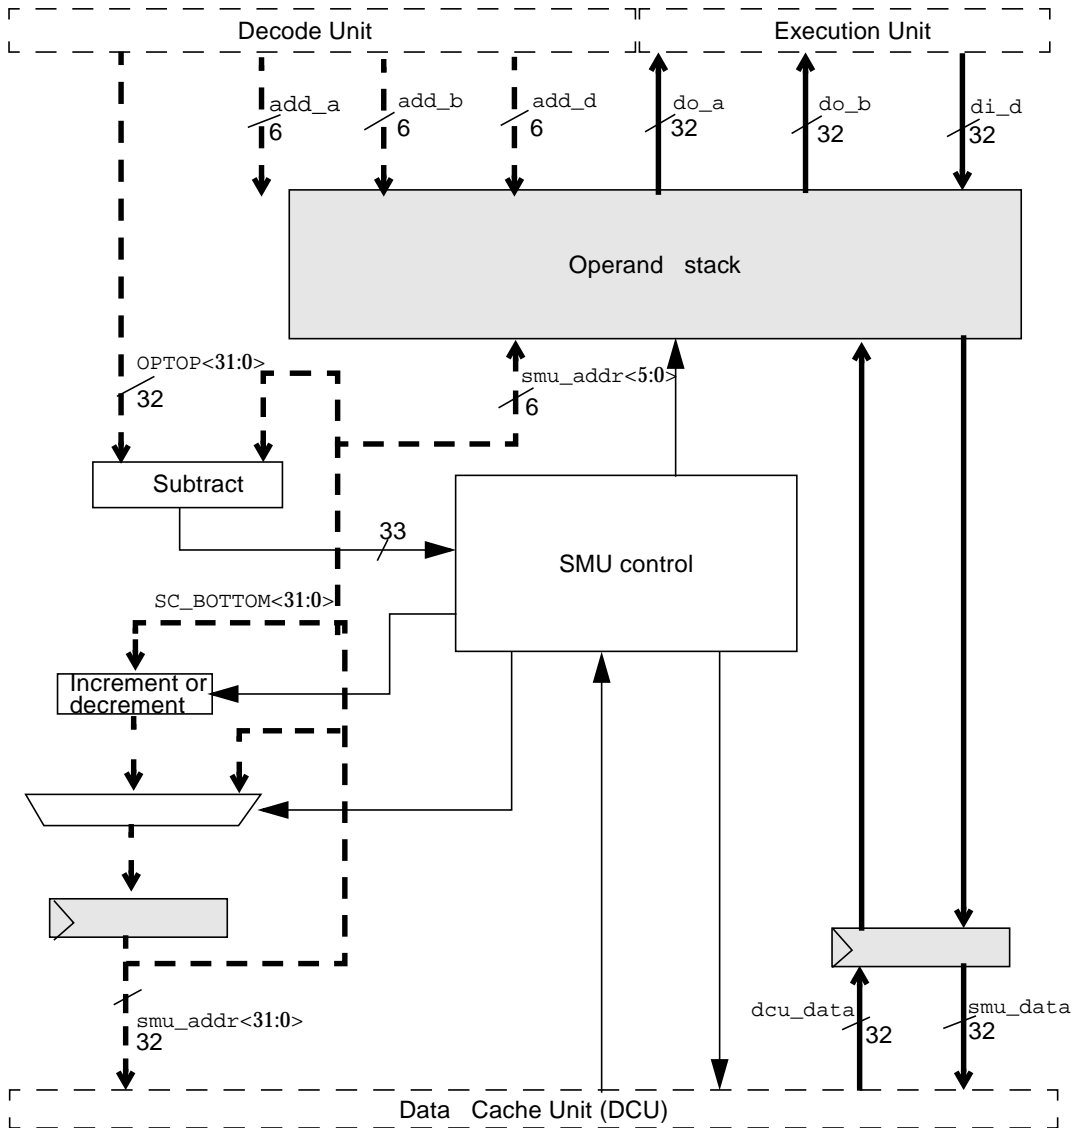 Decode Unit
Execution Unit
add_a
6
add_b
6
add_d
6
do_a
32
do_b
32
di_d
32
Operand stack
OPTOP<31:0>
32
smu_addr<5:0>
6
Subtract
33
SMU control
SC_BOTTOM<31:0>
Increment or
decrement
smu_addr<31:0>
32
dcu_data
32
smu_data
32
Data Cache Unit (DCU)